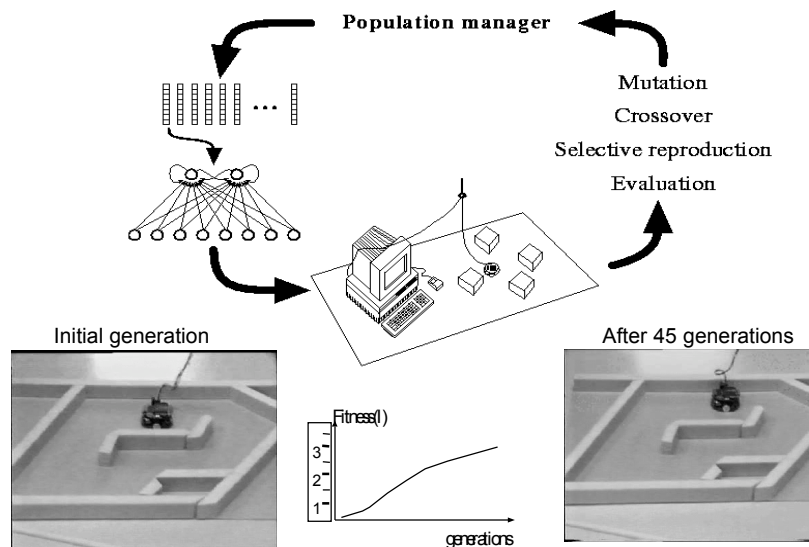 Population manager
Mutation
Crossover
Selective reproduction
Evaluation
Initial generation
After 45 generations
Fitness(I)
3
2
1
generations